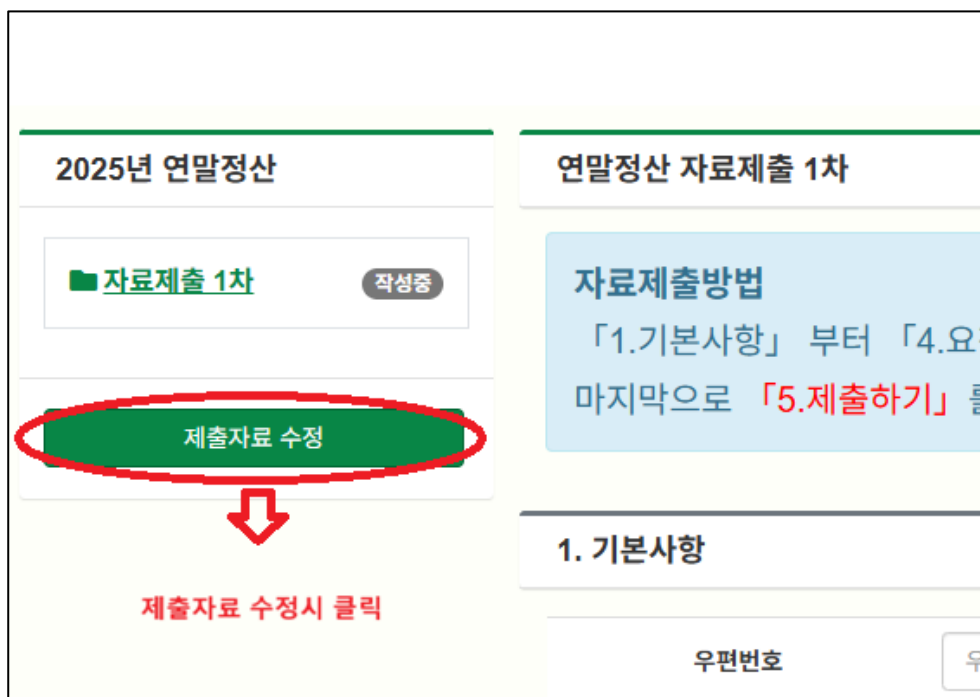 2025년 연말정산
자료제출 1차
작성중
제출자료 수정
제출자료 수정시 클릭
연말정산 자료제출 1차
자료제출방법
「1.기본사항」 부터 「4.요
마지막으로 「5.제출하기」를
1. 기본사항
우편번호
우